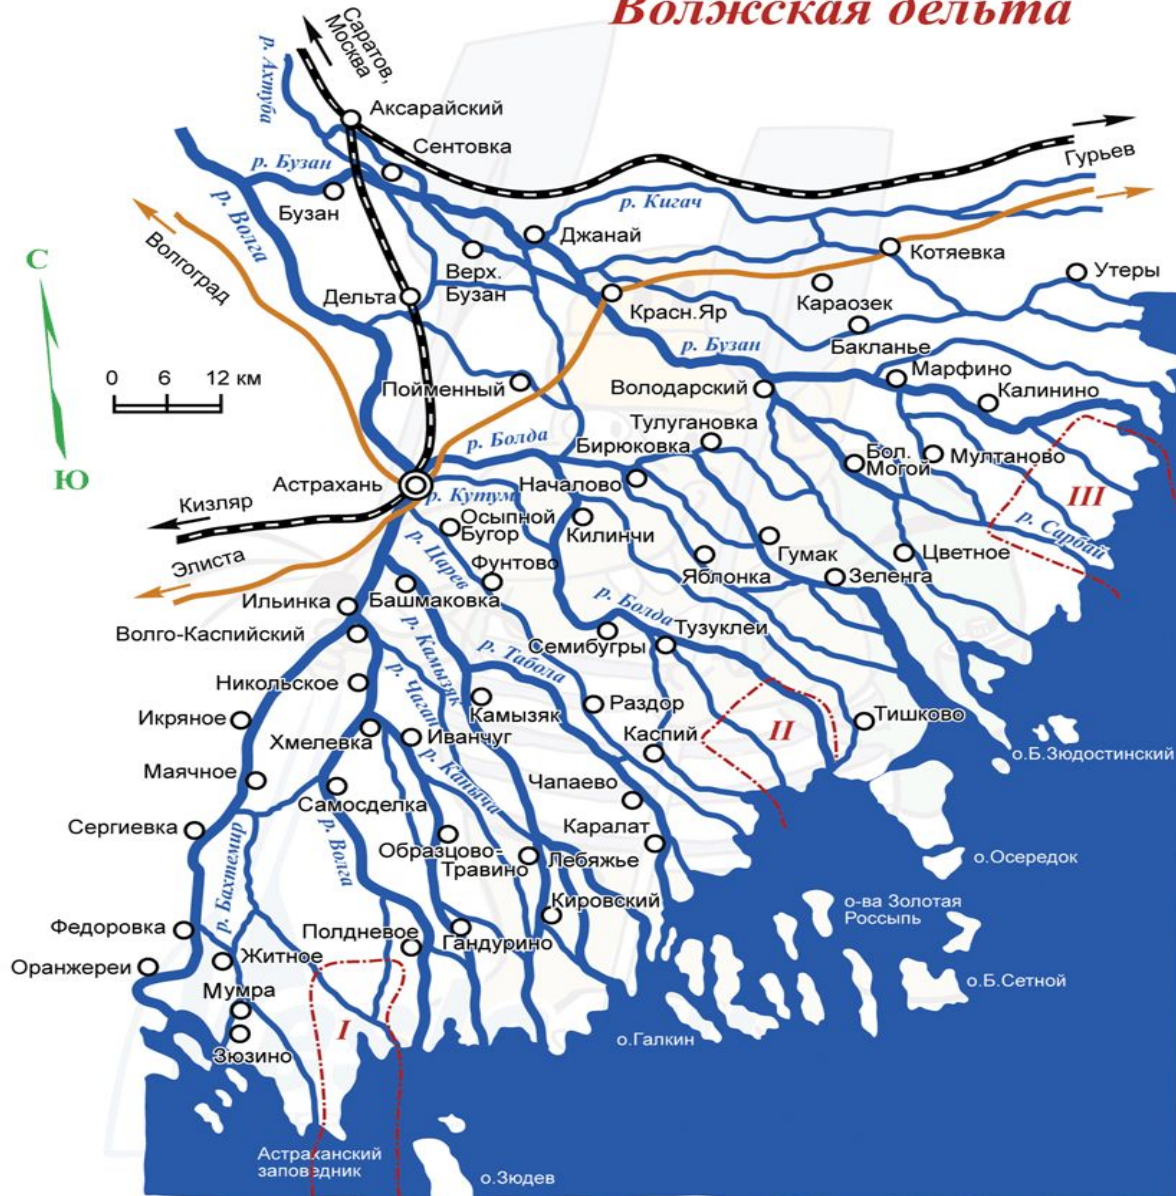 Волжская дельта
Саратов,
Москва
р. Ахтуба
Аксарайский
Сентовка
Гурьев
р. Бузан
Бузан
р. Кигач
р. Волга
Джанай
Волгоград
С
Верх.
Бузан
Котяевка
Утеры
Дельта
Караозек
Красн.Яр
Бакланье
р. Бузан
0 6 12 км
Марфино
Пойменный
Володарский
Калинино
Тулугановка
р. Болда
Бирюковка
Бол.
Могой
Мултаново
Ю
Астрахань
Началово
III
р. Кутум
Кизляр
Осыпной
Бугор
Килинчи
р. Сарбай
р. Царев
Гумак
Цветное
Элиста
Фунтово
Яблонка
Зеленга
Ильинка
Башмаковка
р. Болда
Волго-Каспийский
р. Камызяк
Семибугры
Тузуклеи
р. Табола
Никольское
р. Чаган
Камызяк
Раздор
Икряное
Тишково
II
Хмелевка
Иванчуг
Каспий
о.Б.Зюдостинский
р. Каныча
Маячное
Чапаево
Самосделка
Сергиевка
Каралат
р. Волга
р. Бахтемир
Образцово-
Травино
Лебяжье
о.Осередок
Кировский
о-ва Золотая
Россыпь
Федоровка
Полдневое
Гандурино
Оранжереи
Житное
о.Б.Сетной
Мумра
I
о.Галкин
Зюзино
Астраханский
заповедник
о.Зюдев